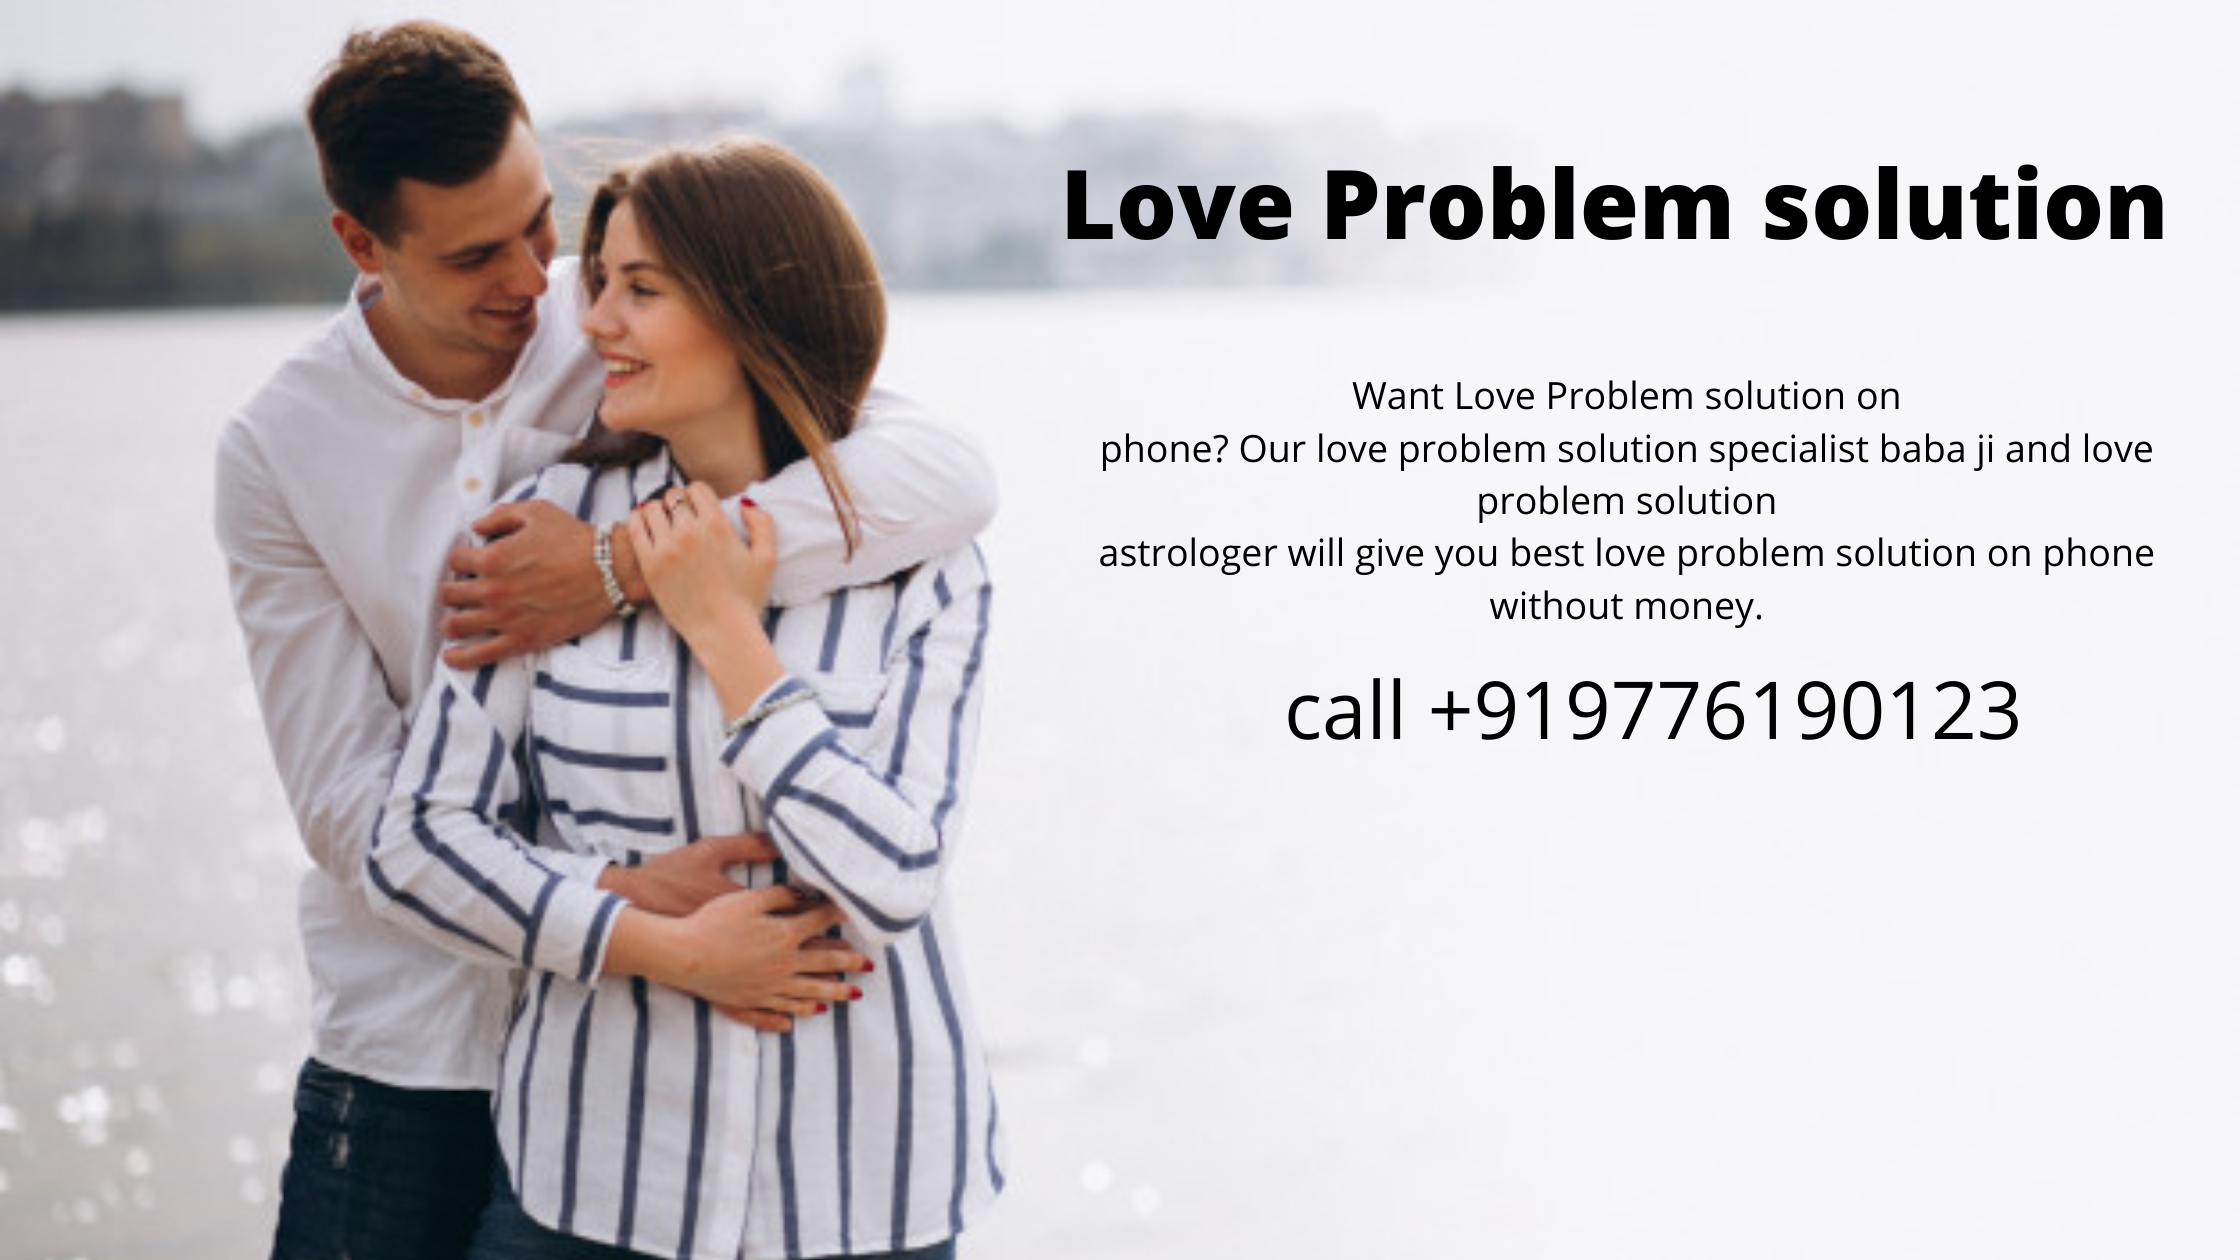 Love Problem solution
Want Love Problem solution on
phone? Our love problem solution specialist baba ji and love
problem solution
astrologer will give you best love problem solution on phone
without money.
call +919776190123